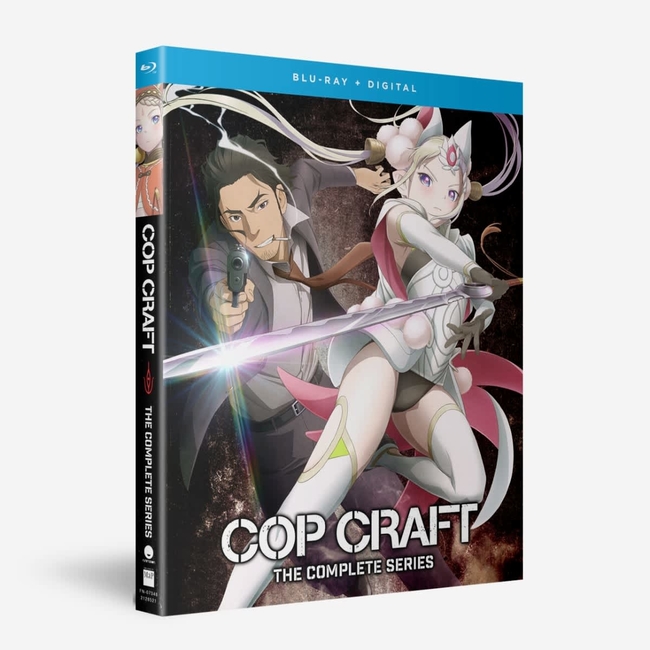 BLU-RAY + DIGITAL
COP CRAFT
THE COMPLETE SERIES
COP CRAFT
THE COMPLETE SERIES